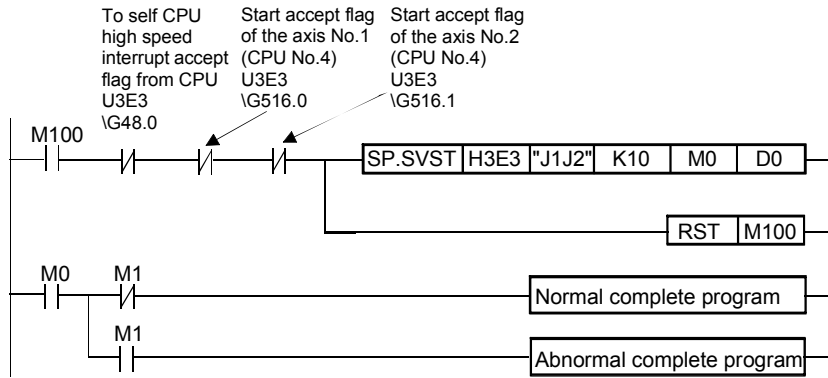 To self CPU
high speed
interrupt accept
flag from CPU
U3E3
\G48.0
Start accept flag
of the axis No.1
(CPU No.4)
U3E3
\G516.0
Start accept flag
of the axis No.2
(CPU No.4)
U3E3
\G516.1
M100
SP.SVST H3E3 "J1J2" K10 M0 D0
RST M100
M0 M1
Normal complete program
M1
Abnormal complete program